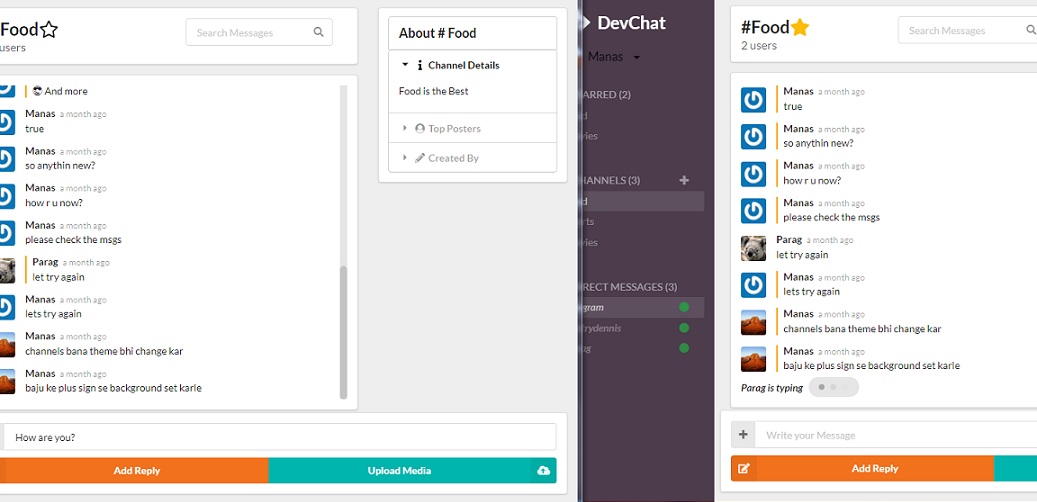 Food
users
Search Messages
And more
Manas a month ago
true
Manas a month ago
so anythin new?
Manas a month ago
how r u now?
Manas a month ago
please check the msgs
Parag a month ago
let try again
Manas a month ago
lets try again
Manas a month ago
channels bana theme bhi change kar
Manas a month ago
baju ke plus sign se background set karle
How are you?
Add Reply
Upload Media
About # Food
Channel Details
Food is the Best
Top Posters
Created By
DevChat
Manas
ARRED (2)
d
vies
HANNELS (3)
d
rts
vies
RECT MESSAGES (3)
gram
rydennis
ag
#Food
2 users
Search Messages
Manas a month ago
true
Manas a month ago
so anythin new?
Manas a month ago
how r u now?
Manas a month ago
please check the msgs
Parag a month ago
let try again
Manas a month ago
lets try again
Manas a month ago
channels bana theme bhi change kar
Manas a month ago
baju ke plus sign se background set karle
Parag is typing
Write your Message
Add Reply